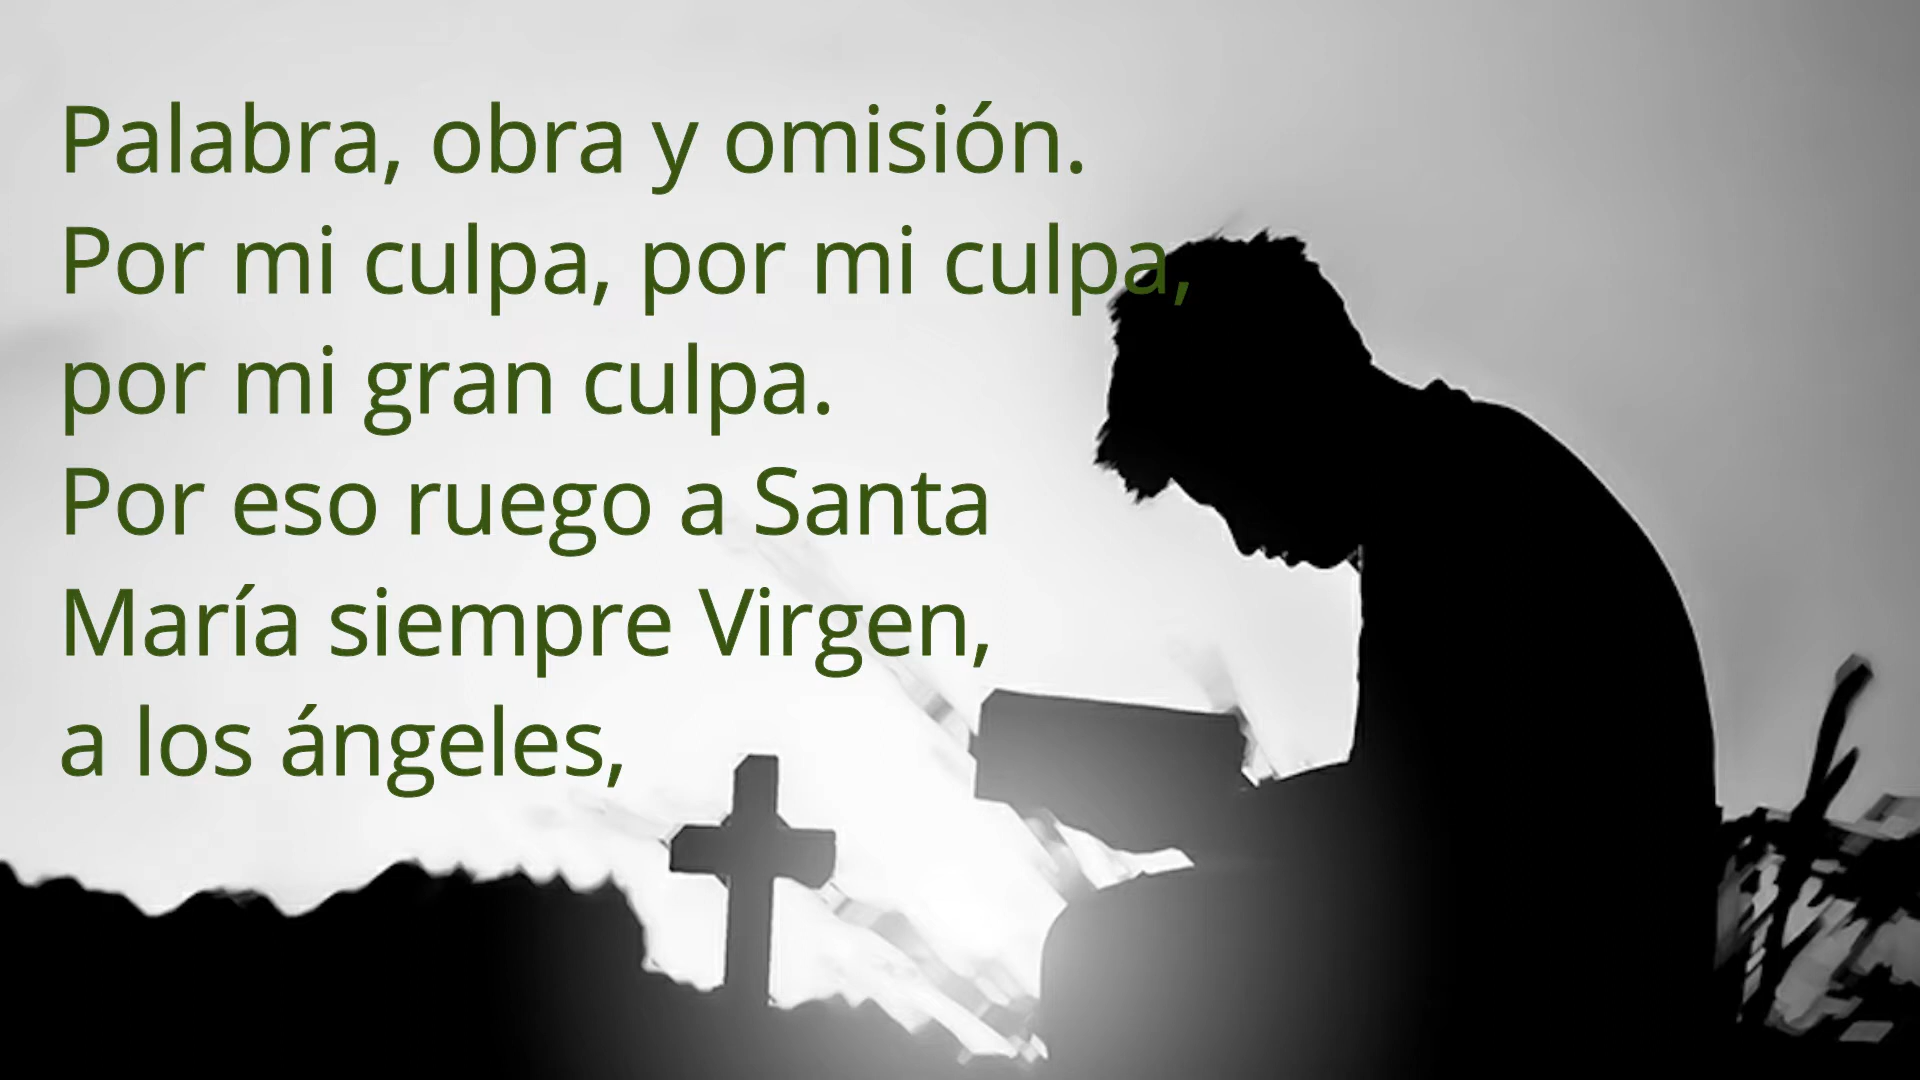 Palabra, obra y omisión.
Por mi culpa, por mi culpa,
por mi gran culpa.
Por eso ruego a Santa
María siempre Virgen,
a los ángeles,